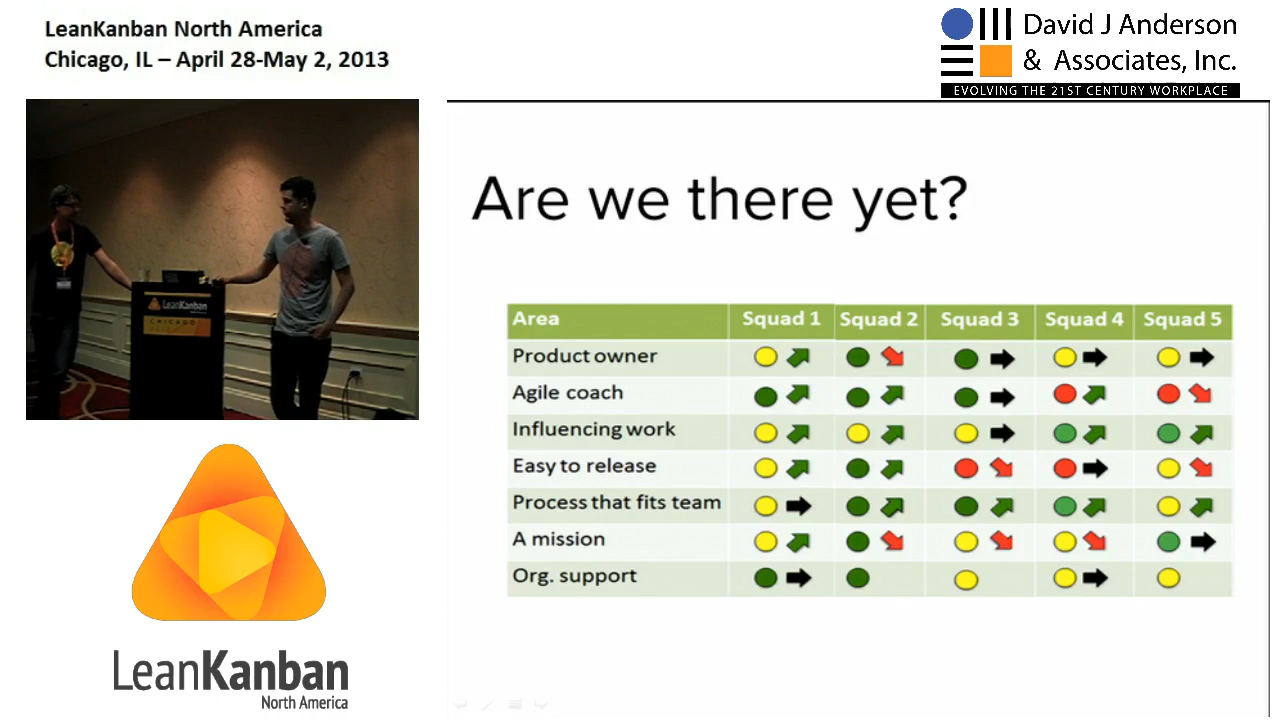 LeanKanban North America
Chicago, IL – April 28-May 2, 2013
David J Anderson
& Associates, Inc.
EVOLVING THE 21ST CENTURY WORKPLACE
LeanKanban
CHICAGO
LeanKanban
North America
Are we there yet?
Area Squad 1 Squad 2 Squad 3 Squad 4 Squad 5
Product owner
Agile coach
Influencing work
Easy to release
Process that fits team
A mission
Org. support